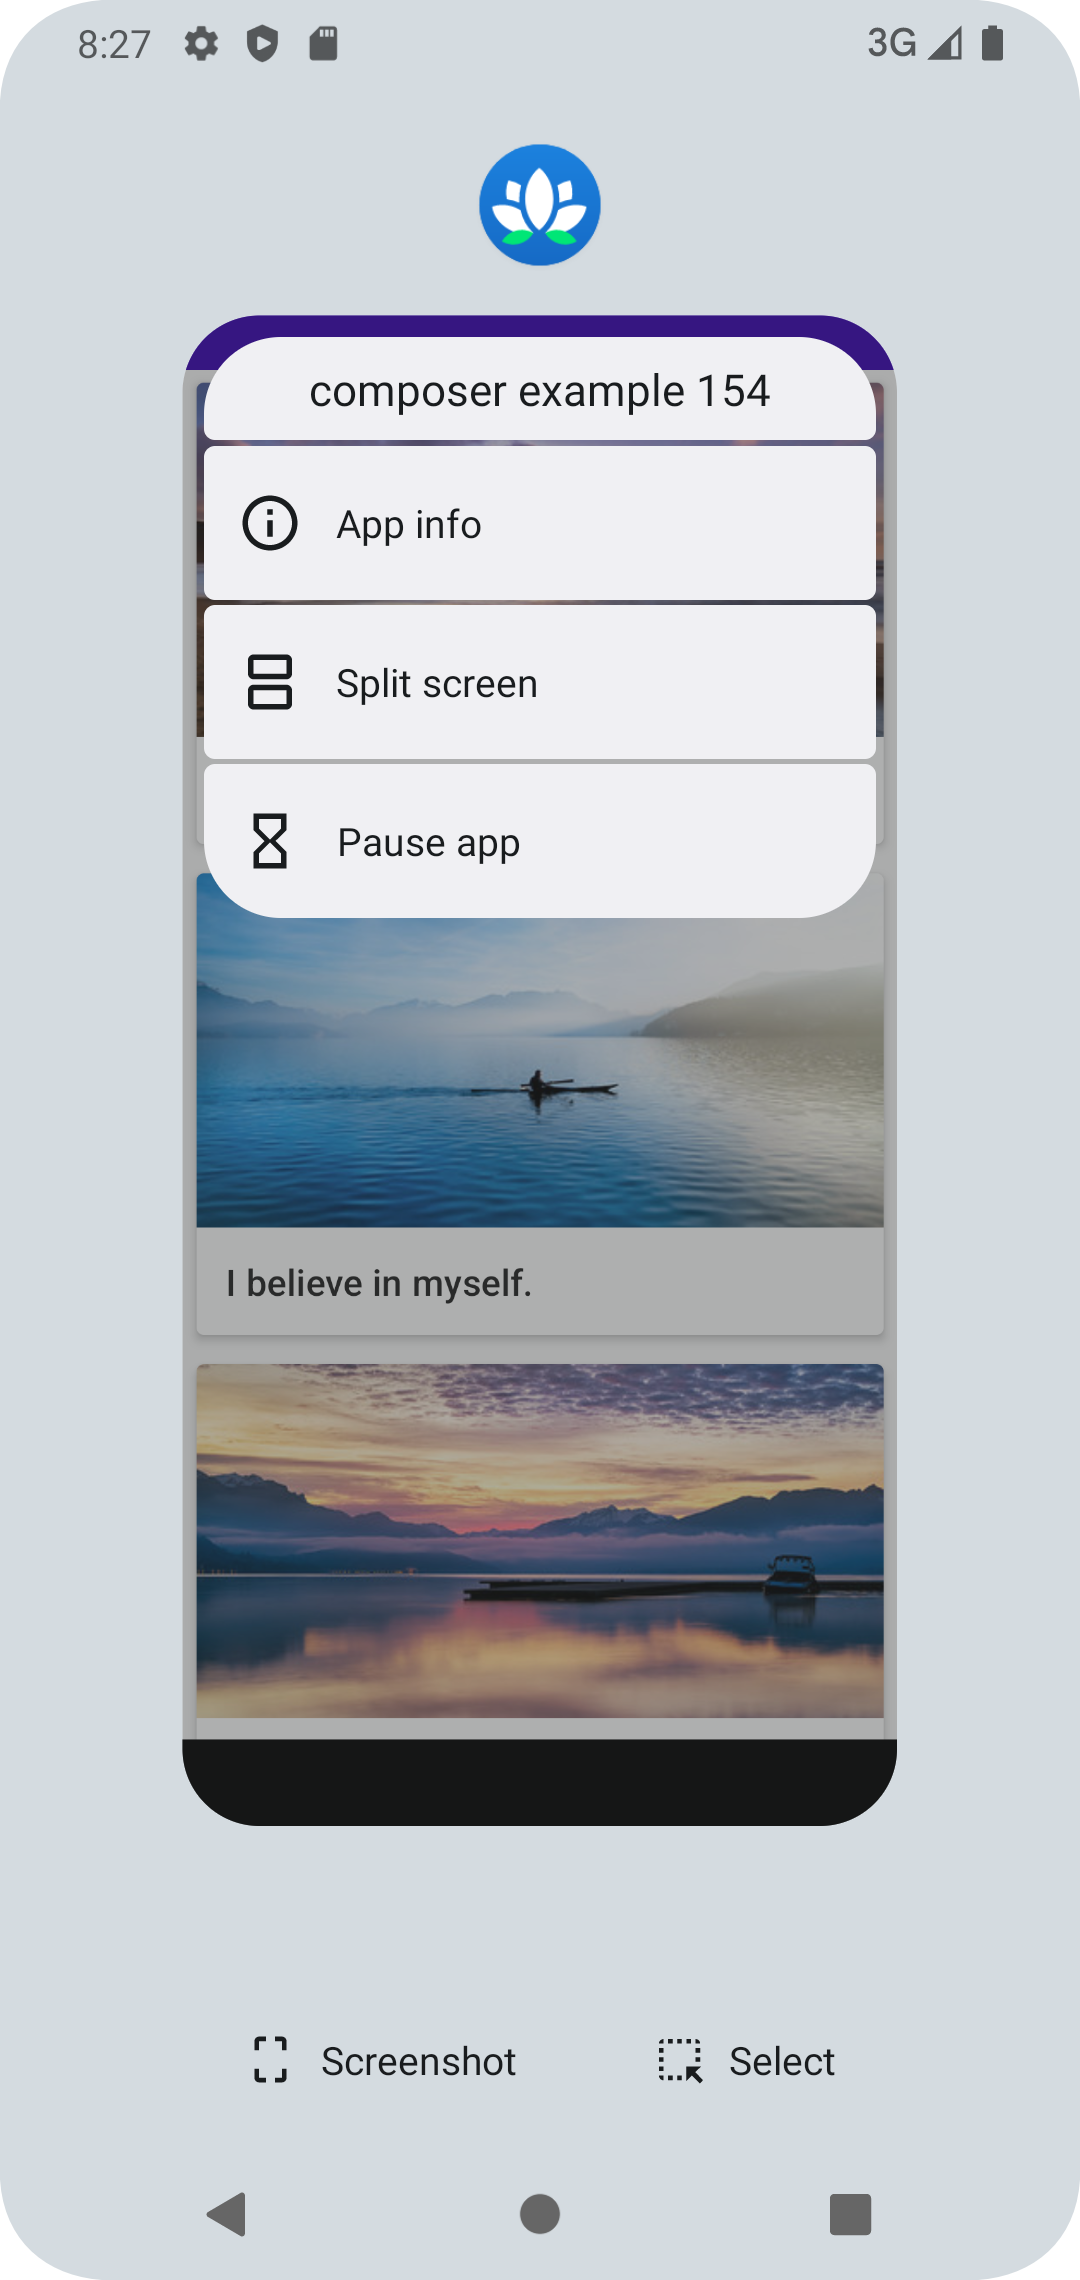 8:27
3G
composer example 154
App info
Split screen
Pause app
I believe in myself.
Screenshot
Select